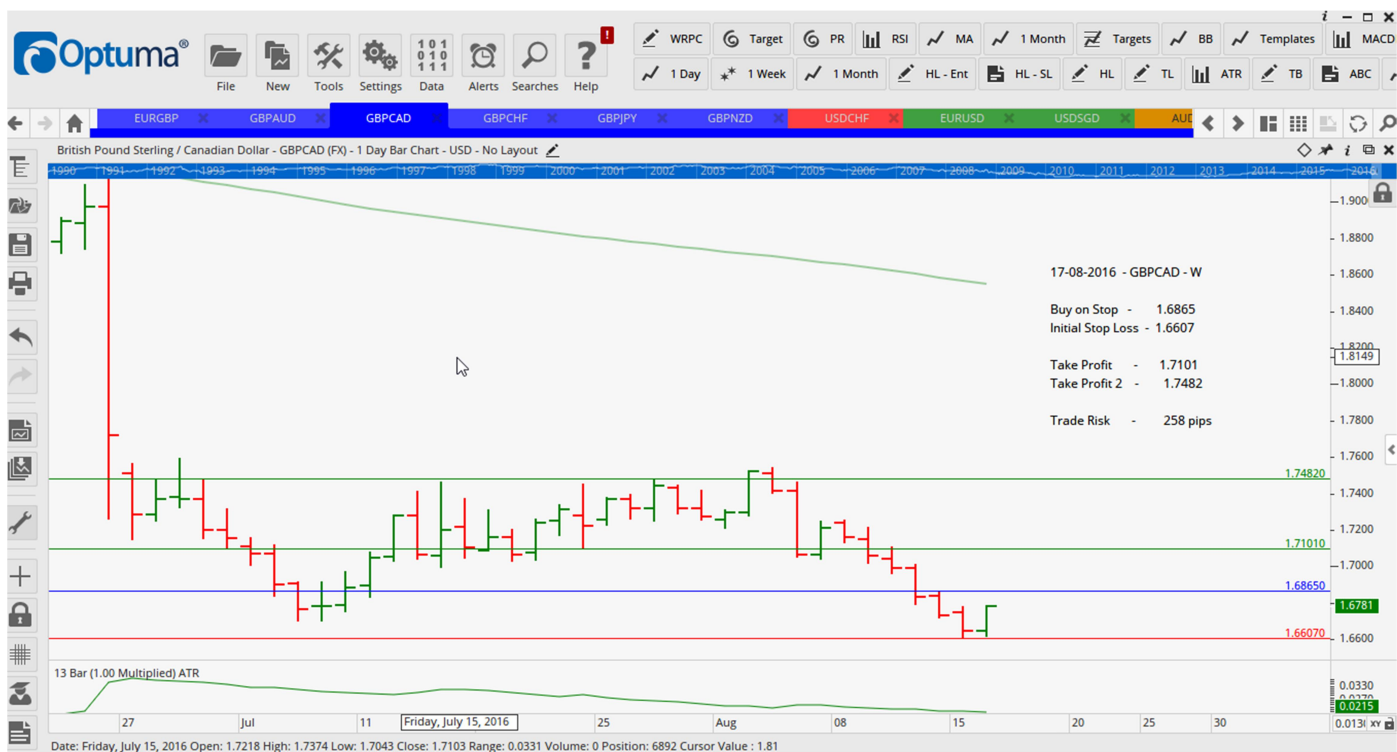 Optuma®
File New Tools Settings Data Alerts Searches Help
101
010
111
?
!
WRPC Target PR RSI MA 1 Month Targets BB Templates MACD
1 Day 1 Week 1 Month HL - Ent HL - SL HL TL ATR TB ABC
EURGBP GBPAUD GBPCAD GBPCHF GBPJPY GBPNZD USDCHF EURUSD USDSGD AUD
British Pound Sterling / Canadian Dollar - GBPCAD (FX) - 1 Day Bar Chart - USD - No Layout
1990 1991 1992 1993 1994 1995 1996 1997 1998 1999 2000 2001 2002 2003 2004 2005 2006 2007 2008 2009 2010 2011 2012 2013 2014 2015 2016
1.9000
1.8800
1.8600
1.8400
1.8200
1.8149
1.8000
1.7800
1.7600
1.7400
1.7200
1.7000
1.6781
1.6600
17-08-2016 - GBPCAD - W
Buy on Stop - 1.6865
Initial Stop Loss - 1.6607
Take Profit - 1.7101
Take Profit 2 - 1.7482
Trade Risk - 258 pips
1.74820
1.71010
1.68650
1.66070
13 Bar (1.00 Multiplied) ATR
0.0330
0.0270
0.0215
0.013
XY
27 Jul 11 Friday, July 15, 2016 25 Aug 08 15 20 25 30
Date: Friday, July 15, 2016 Open: 1.7218 High: 1.7374 Low: 1.7043 Close: 1.7103 Range: 0.0331 Volume: 0 Position: 6892 Cursor Value : 1.81